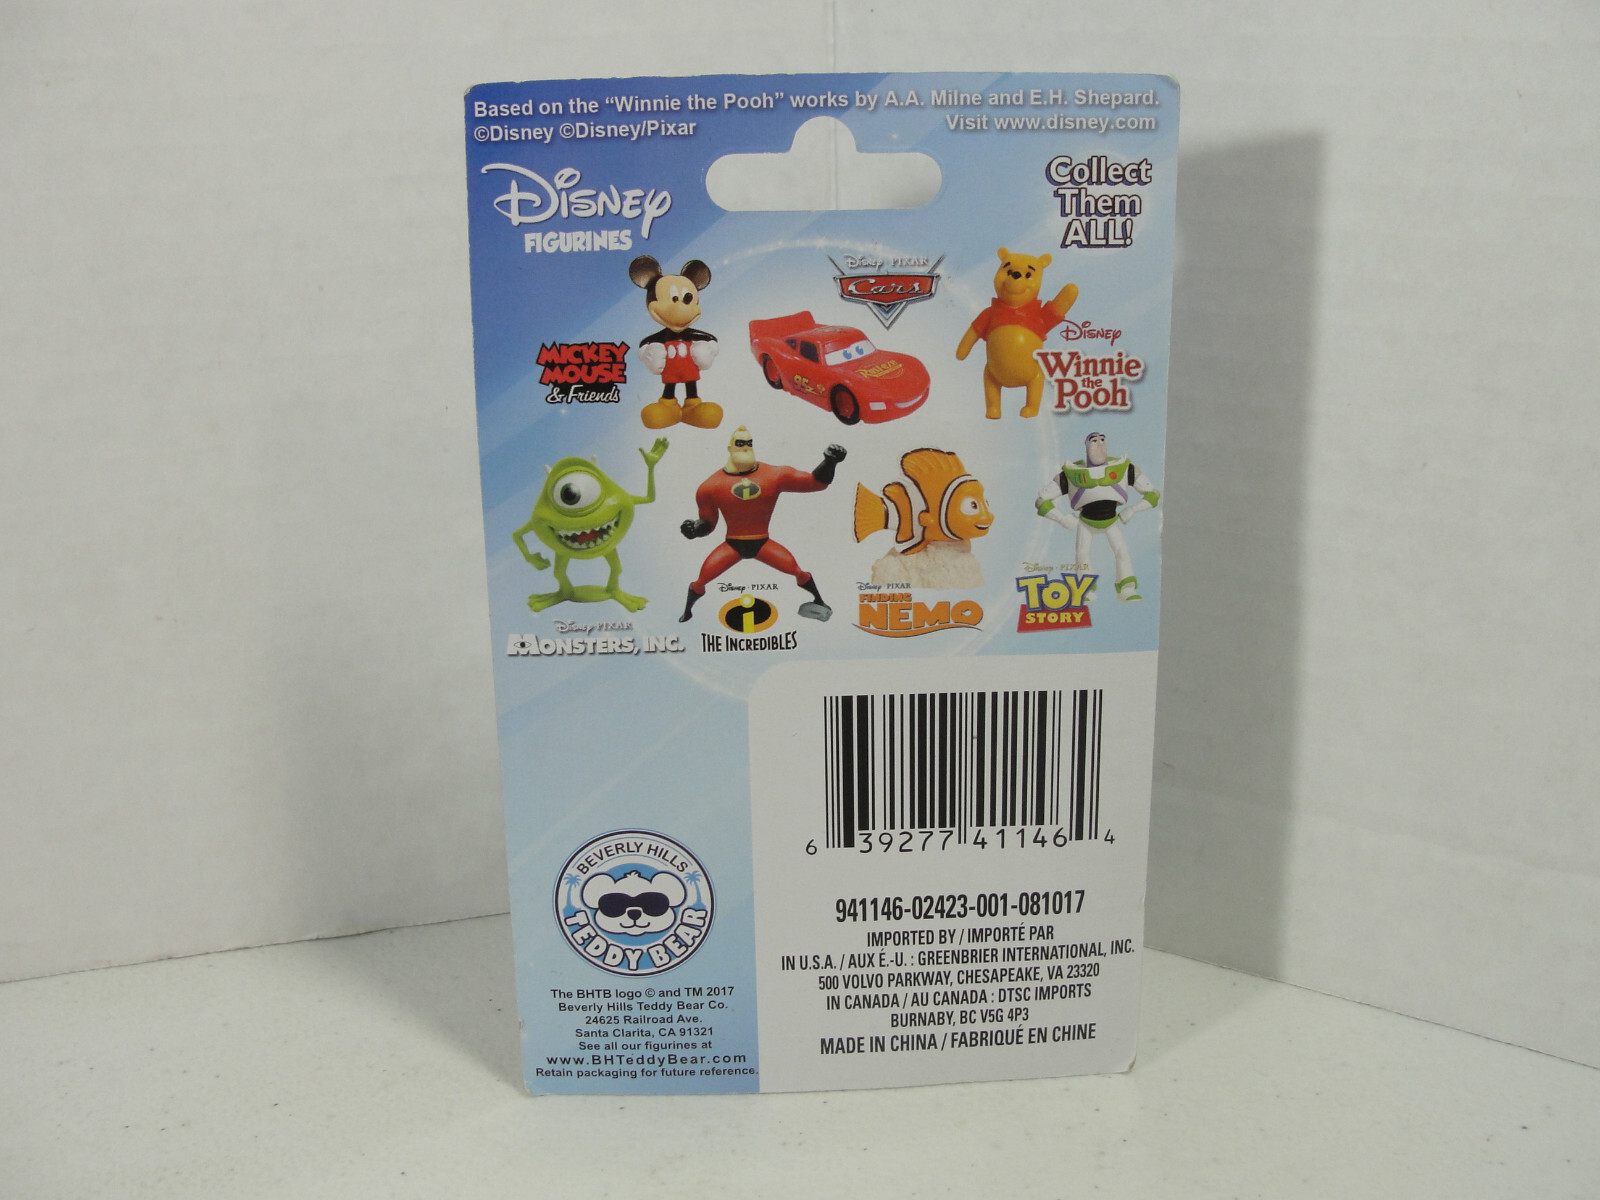 Based on the “Winnie the Pooh” works by A.A. Milne and E.H. Shepard.
©Disney ©Disney/Pixar
Visit www.disney.com
Disney
FIGURINES
Collect
Them
ALL!
MICKEY
MOUSE
& Friends
Disney · PIXAR
Cars
95
Disney
Winnie
the
Pooh
Disney · PIXAR
MONSTERS, INC.
Disney · PIXAR
i
THE INCREDIBLES
Disney · PIXAR
FINDING
NEMO
Disney · PIXAR
TOY
STORY
6 39277 41146 4
941146-02423-001-081017
IMPORTED BY / IMPORTÉ PAR
IN U.S.A. / AUX É.-U. : GREENBRIER INTERNATIONAL, INC.
500 VOLVO PARKWAY, CHESAPEAKE, VA 23320
IN CANADA / AU CANADA : DTSC IMPORTS
BURNABY, BC V5G 4P3
MADE IN CHINA / FABRIQUÉ EN CHINE
BEVERLY HILLS
TEDDY BEAR
The BHTB logo © and TM 2017
Beverly Hills Teddy Bear Co.
24625 Railroad Ave.
Santa Clarita, CA 91321
See all our figurines at
www.BHTeddyBear.com
Retain packaging for future reference.